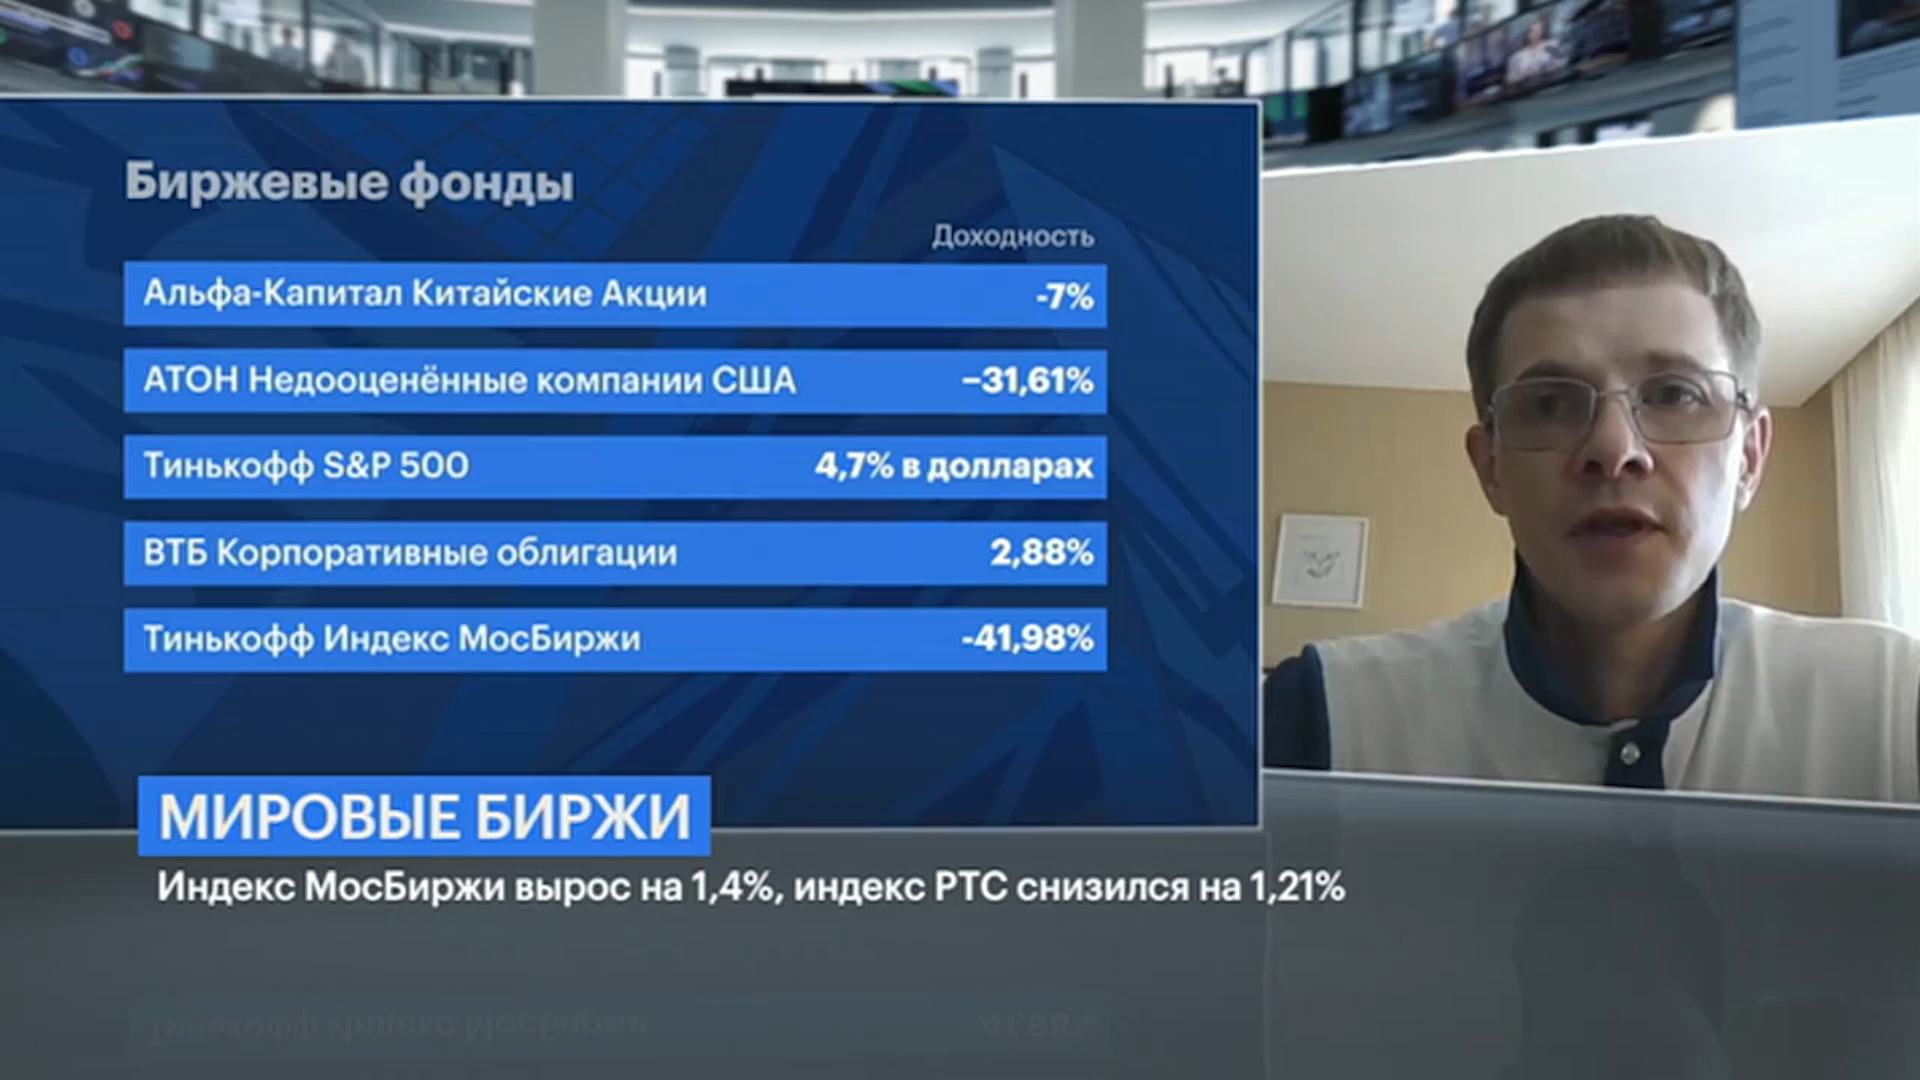 Биржевые фонды
Доходность
Альфа-Капитал Китайские Акции -7%
АТОН Недооценённые компании США –31,61%
Тинькофф S&P 500 4,7% в долларах
ВТБ Корпоративные облигации 2,88%
Тинькофф Индекс МосБиржи -41,98%
МИРОВЫЕ БИРЖИ
Индекс МосБиржи вырос на 1,4%, индекс РТС снизился на 1,21%